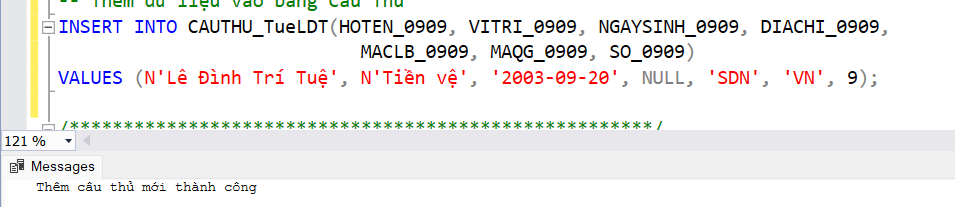 -- Thêm dữ liệu vào bảng Cầu Thủ
INSERT INTO CAUTHU_TueLDT(HOTEN_0909, VITRI_0909, NGAYSINH_0909, DIACHI_0909,
MACLB_0909, MAQG_0909, SO_0909)
VALUES (N'Lê Đình Trí Tuệ', N'Tiền vệ', '2003-09-20', NULL, 'SDN', 'VN', 9);
/******************************************************/
121 %
Messages
Thêm cầu thủ mới thành công